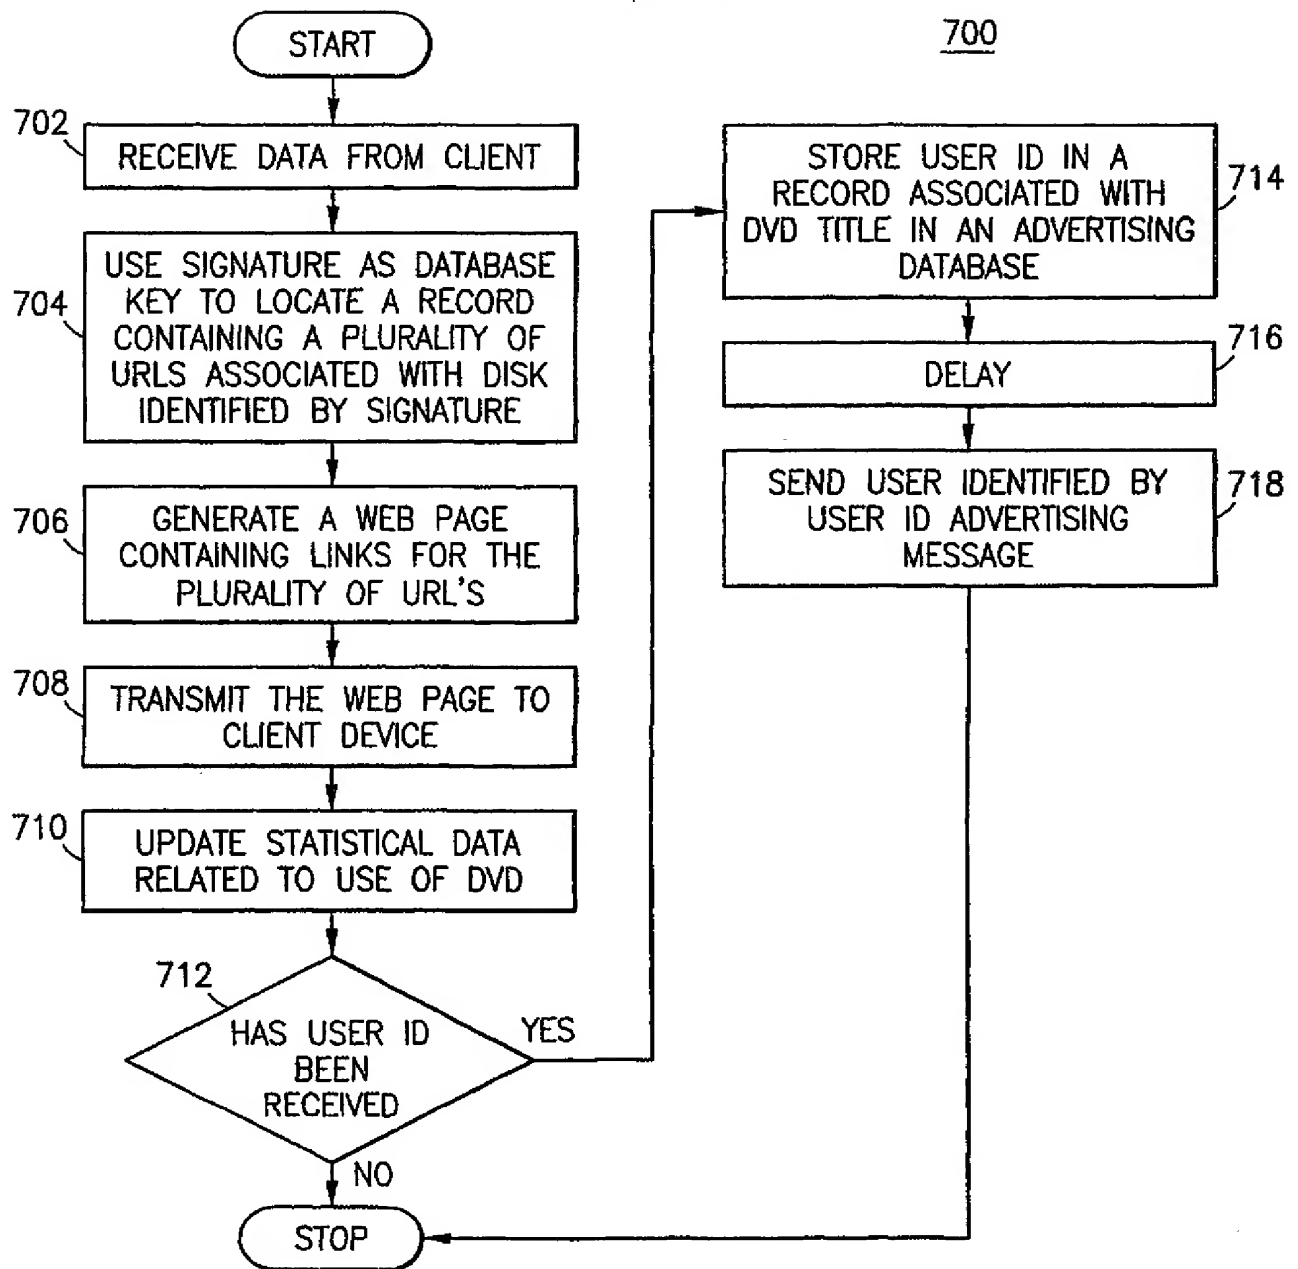 700
START
702
RECEIVE DATA FROM CLIENT
704
USE SIGNATURE AS DATABASE
KEY TO LOCATE A RECORD
CONTAINING A PLURALITY OF
URLS ASSOCIATED WITH DISK
IDENTIFIED BY SIGNATURE
706
GENERATE A WEB PAGE
CONTAINING LINKS FOR THE
PLURALITY OF URL'S
708
TRANSMIT THE WEB PAGE TO
CLIENT DEVICE
710
UPDATE STATISTICAL DATA
RELATED TO USE OF DVD
712
HAS USER ID
BEEN
RECEIVED
YES
NO
STOP
STORE USER ID IN A
RECORD ASSOCIATED WITH
DVD TITLE IN AN ADVERTISING
DATABASE
714
716
DELAY
SEND USER IDENTIFIED BY
USER ID ADVERTISING
MESSAGE
718